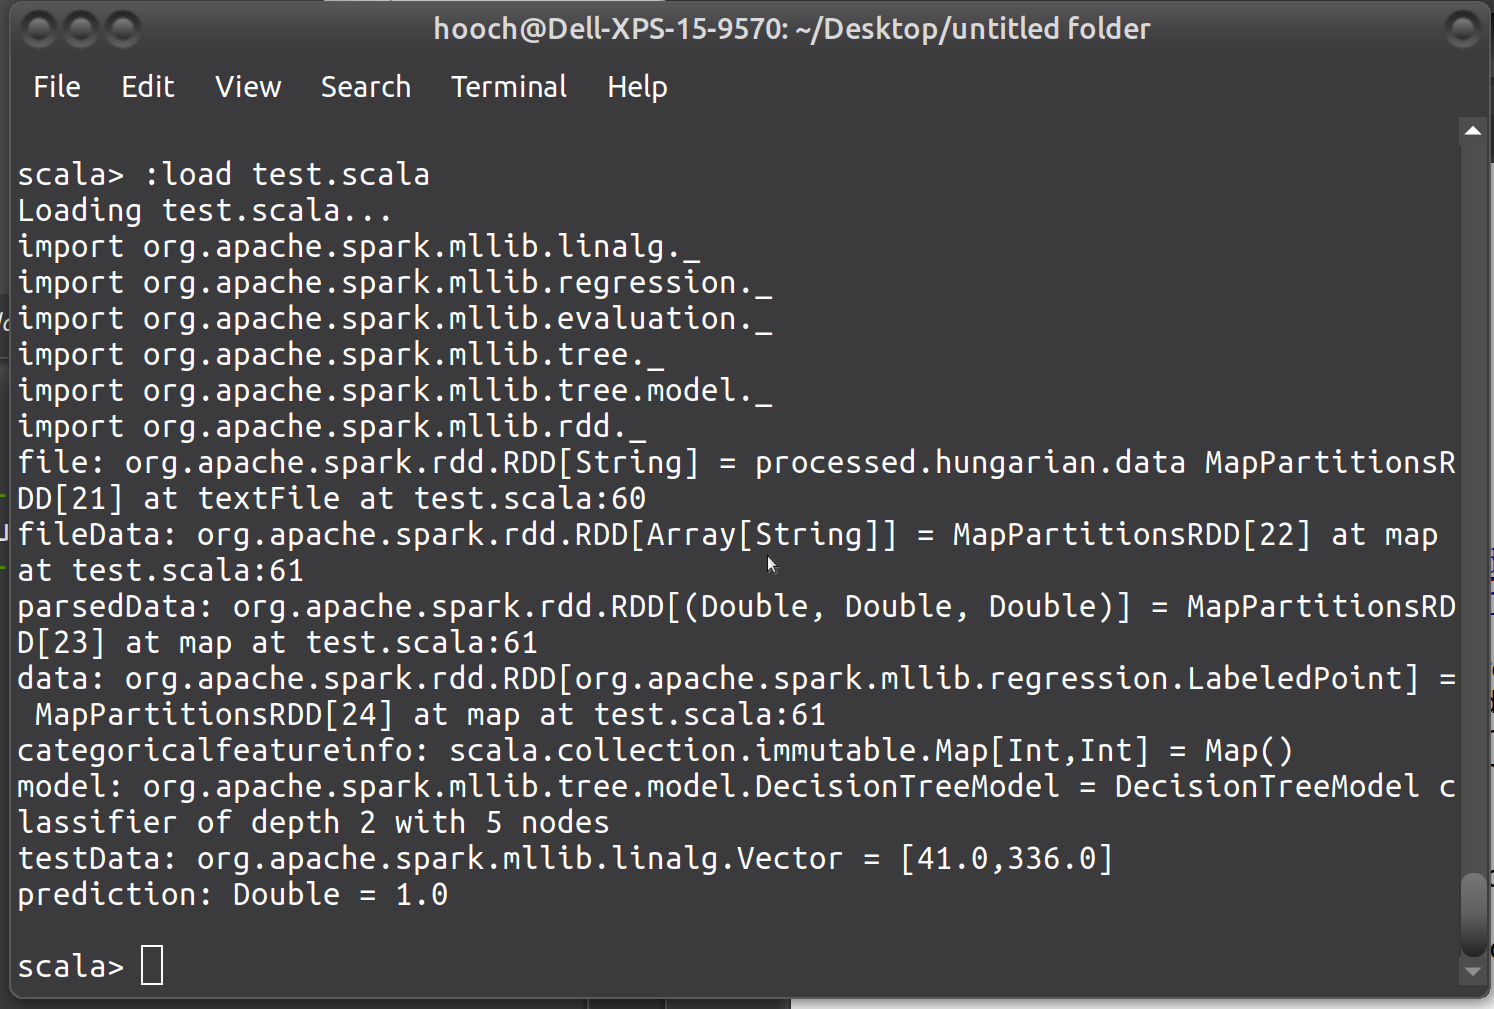 hooch@Dell-XPS-15-9570: ~/Desktop/untitled folder
File Edit View Search Terminal Help
scala> :load test.scala
Loading test.scala...
import org.apache.spark.mllib.linalg._
import org.apache.spark.mllib.regression._
import org.apache.spark.mllib.evaluation._
import org.apache.spark.mllib.tree._
import org.apache.spark.mllib.tree.model._
import org.apache.spark.mllib.rdd._
file: org.apache.spark.rdd.RDD[String] = processed.hungarian.data MapPartitionsR
DD[21] at textFile at test.scala:60
fileData: org.apache.spark.rdd.RDD[Array[String]] = MapPartitionsRDD[22] at map
at test.scala:61
parsedData: org.apache.spark.rdd.RDD[(Double, Double, Double)] = MapPartitionsRD
D[23] at map at test.scala:61
data: org.apache.spark.rdd.RDD[org.apache.spark.mllib.regression.LabeledPoint] =
 MapPartitionsRDD[24] at map at test.scala:61
categoricalfeatureinfo: scala.collection.immutable.Map[Int,Int] = Map()
model: org.apache.spark.mllib.tree.model.DecisionTreeModel = DecisionTreeModel c
lassifier of depth 2 with 5 nodes
testData: org.apache.spark.mllib.linalg.Vector = [41.0,336.0]
prediction: Double = 1.0
scala>